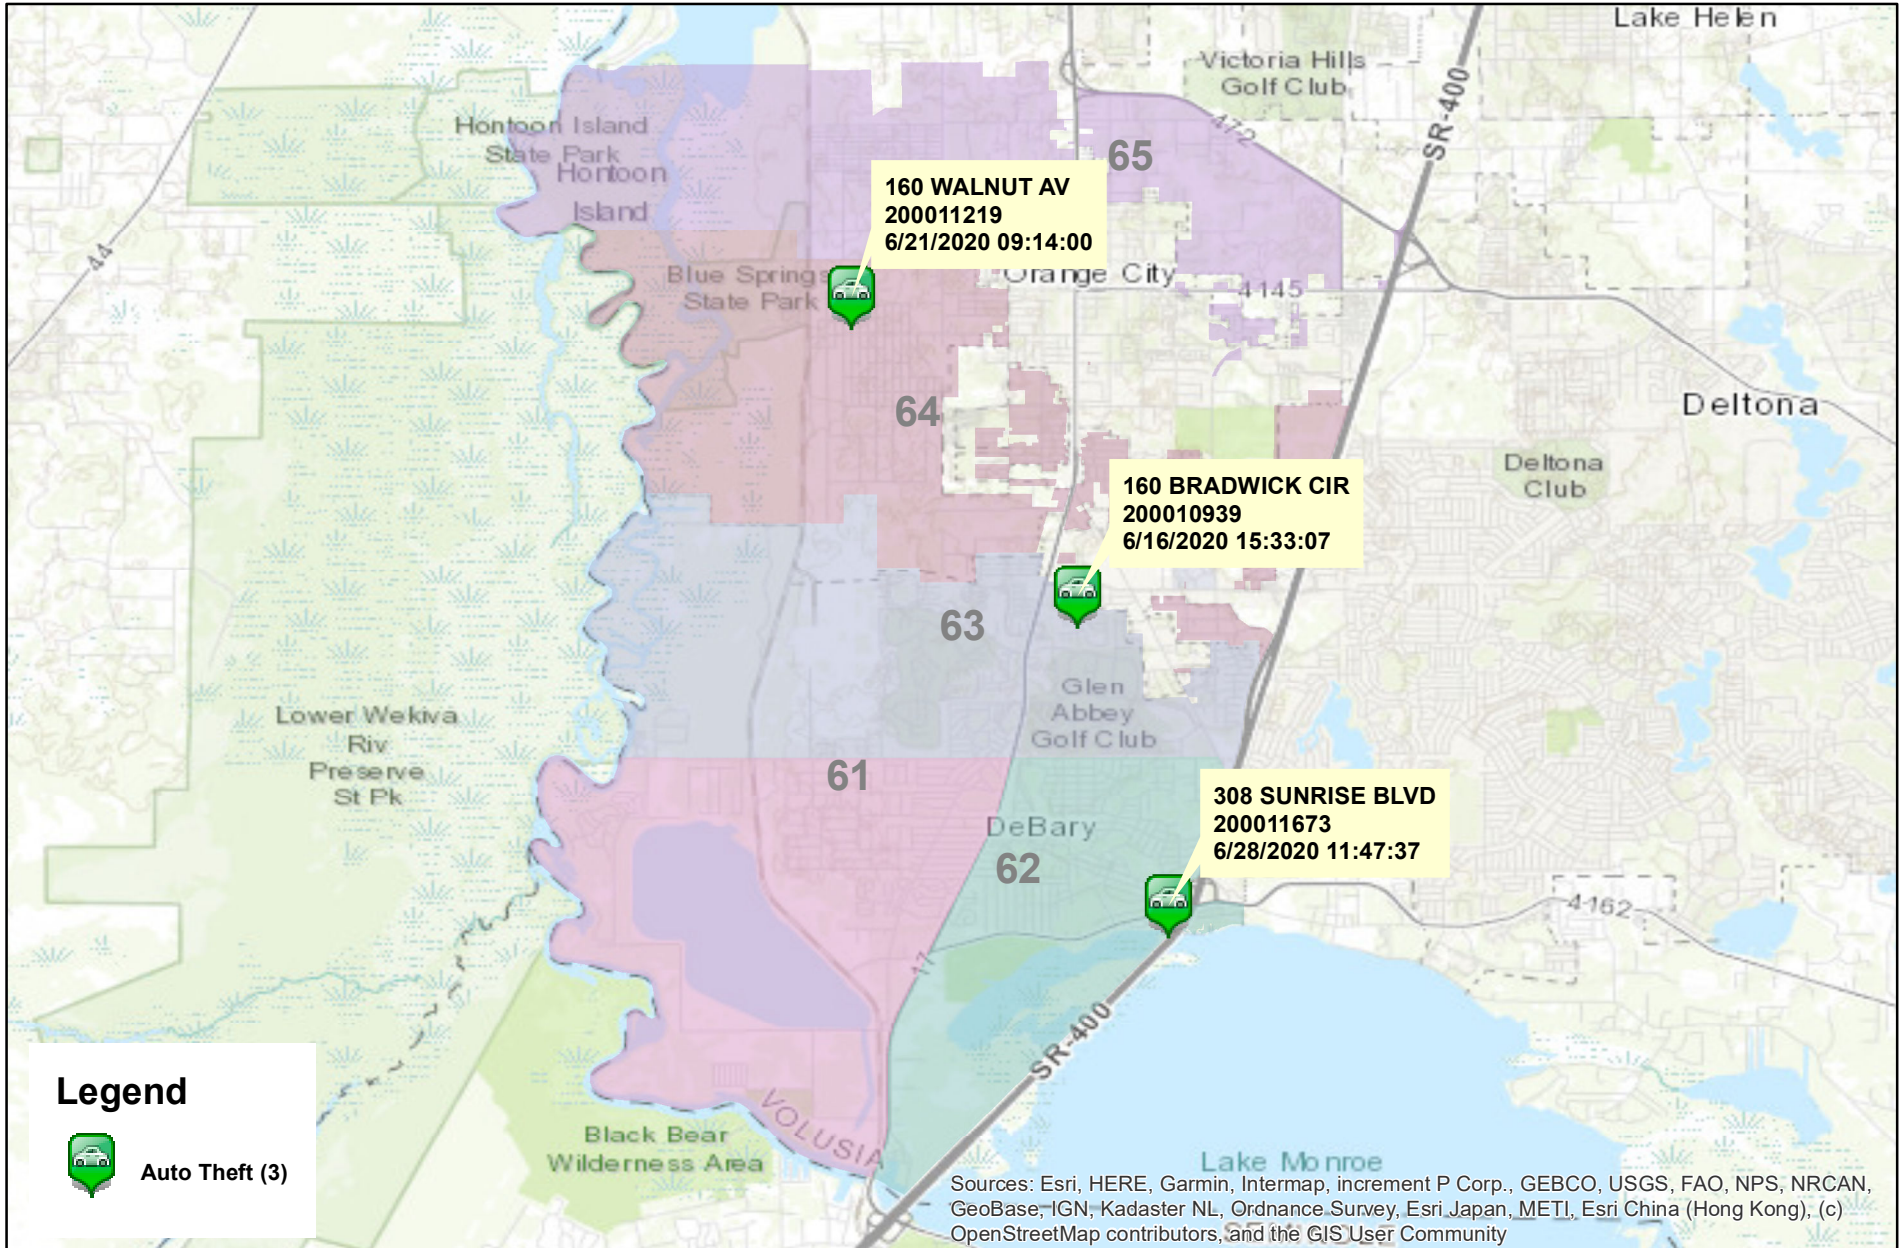 Lake Helen
Victoria Hills
Golf Club
SR-400
472
Hontoon Island
State Park
Hontoon
Island
65
160 WALNUT AV
200011219
6/21/2020 09:14:00
44
Blue Springs
State Park
Orange City
4145
64
Deltona
Deltona
Club
160 BRADWICK CIR
200010939
6/16/2020 15:33:07
63
Glen
Abbey
Golf Club
Lower Wekiva
Riv
Preserve
St Pk
61
308 SUNRISE BLVD
200011673
6/28/2020 11:47:37
DeBary
62
4162
17
SR-400
Legend
Auto Theft (3)
VOLUSIA
Black Bear
Wilderness Area
Lake Monroe
SEMINOLE
Sources: Esri, HERE, Garmin, Intermap, increment P Corp., GEBCO, USGS, FAO, NPS, NRCAN,
GeoBase, IGN, Kadaster NL, Ordnance Survey, Esri Japan, METI, Esri China (Hong Kong), (c)
OpenStreetMap contributors, and the GIS User Community